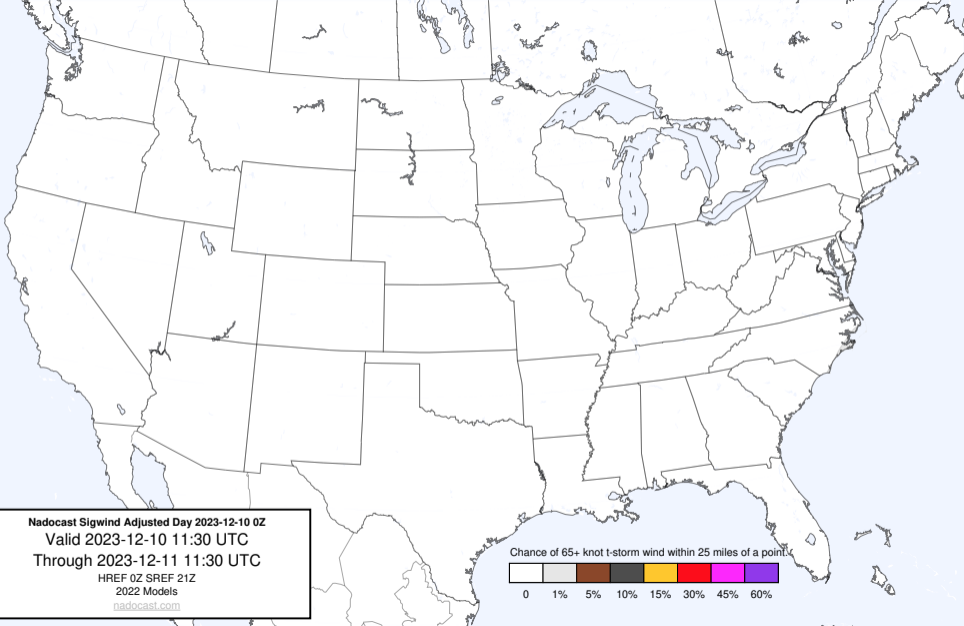 Nadocast Sigwind Adjusted Day 2023-12-10 0Z
Valid 2023-12-10 11:30 UTC
Through 2023-12-11 11:30 UTC
HREF 0Z SREF 21Z
2022 Models
nadocast.com
Chance of 65+ knot t-storm wind within 25 miles of a point.
0 1% 5% 10% 15% 30% 45% 60%